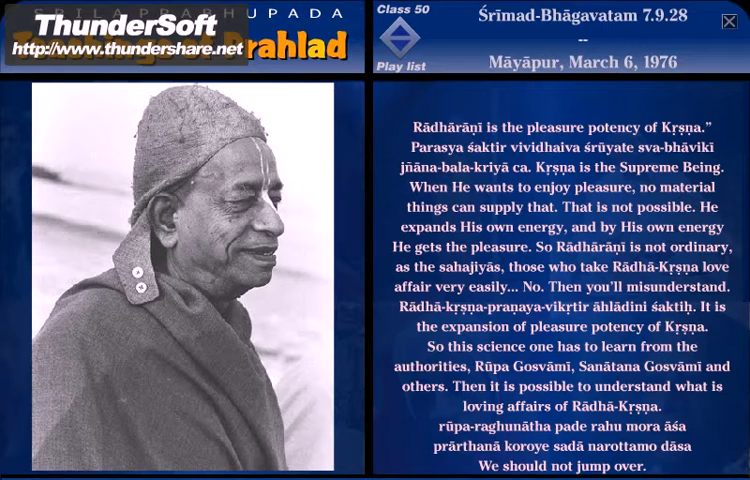 SRILA PRABHUPADA
ThunderSoft
http://www.thundershare.net
Teachings of Prahlad
Class 50
Play list
Śrīmad-Bhāgavatam 7.9.28
--
Māyāpur, March 6, 1976
Rādhārāṇī is the pleasure potency of Kṛṣṇa.”
Parasya śaktir vividhaiva śrūyate sva-bhāvikī
jñāna-bala-kriyā ca. Kṛṣṇa is the Supreme Being.
When He wants to enjoy pleasure, no material
things can supply that. That is not possible. He
expands His own energy, and by His own energy
He gets the pleasure. So Rādhārāṇī is not ordinary,
as the sahajiyās, those who take Rādhā-Kṛṣṇa love
affair very easily... No. Then you’ll misunderstand.
Rādhā-kṛṣṇa-praṇaya-vikṛtir āhlādini śaktiḥ. It is
the expansion of pleasure potency of Kṛṣṇa.
So this science one has to learn from the
authorities, Rūpa Gosvāmī, Sanātana Gosvāmī and
others. Then it is possible to understand what is
loving affairs of Rādhā-Kṛṣṇa.
rūpa-raghunātha pade rahu mora āśa
prārthanā koroye sadā narottamo dāsa
We should not jump over.